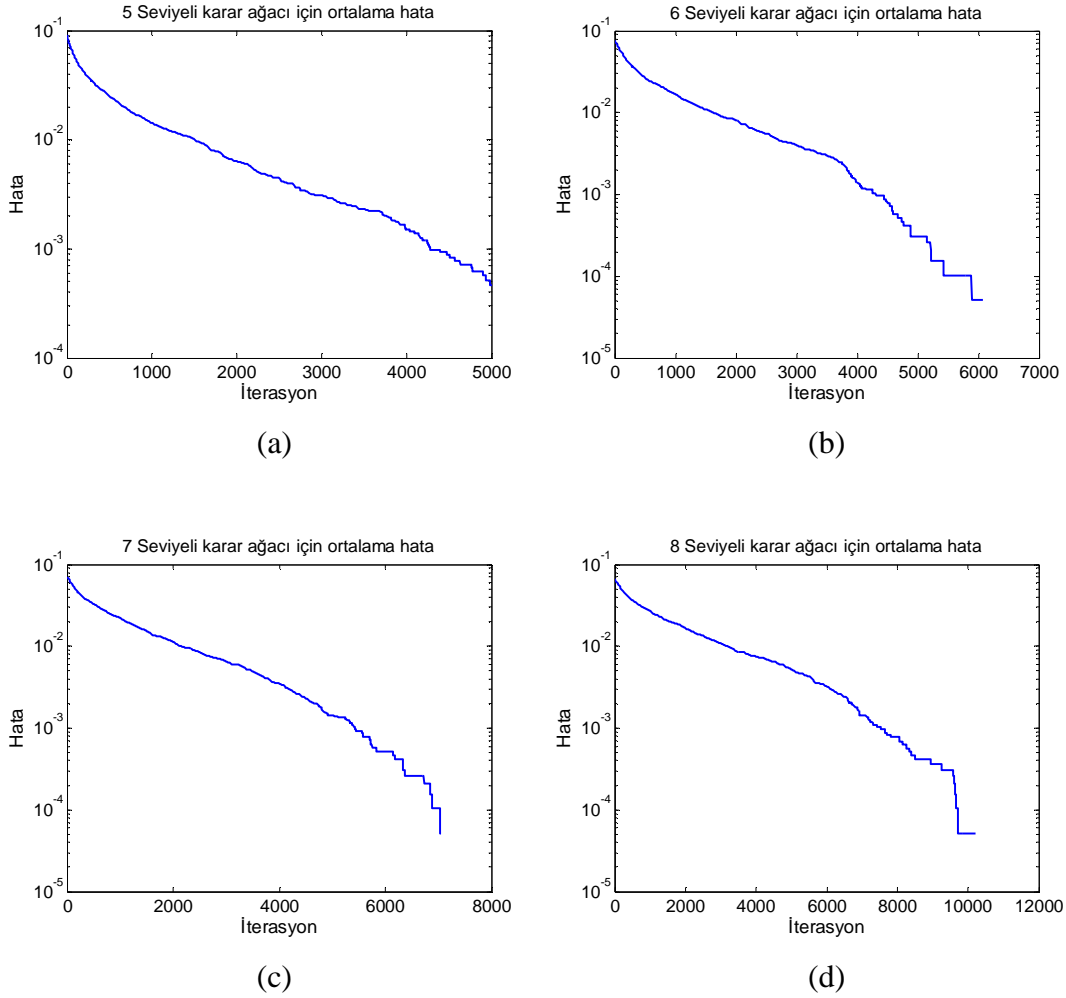 5 Seviyeli karar ağacı için ortalama hata
10^-1
10^-2
10^-3
10^-4
Hata
0 1000 2000 3000 4000 5000
İterasyon
(a)
6 Seviyeli karar ağacı için ortalama hata
10^-1
10^-2
10^-3
10^-4
10^-5
Hata
0 1000 2000 3000 4000 5000 6000 7000
İterasyon
(b)
7 Seviyeli karar ağacı için ortalama hata
10^-1
10^-2
10^-3
10^-4
10^-5
Hata
0 2000 4000 6000 8000
İterasyon
(c)
8 Seviyeli karar ağacı için ortalama hata
10^-1
10^-2
10^-3
10^-4
10^-5
Hata
0 2000 4000 6000 8000 10000 12000
İterasyon
(d)